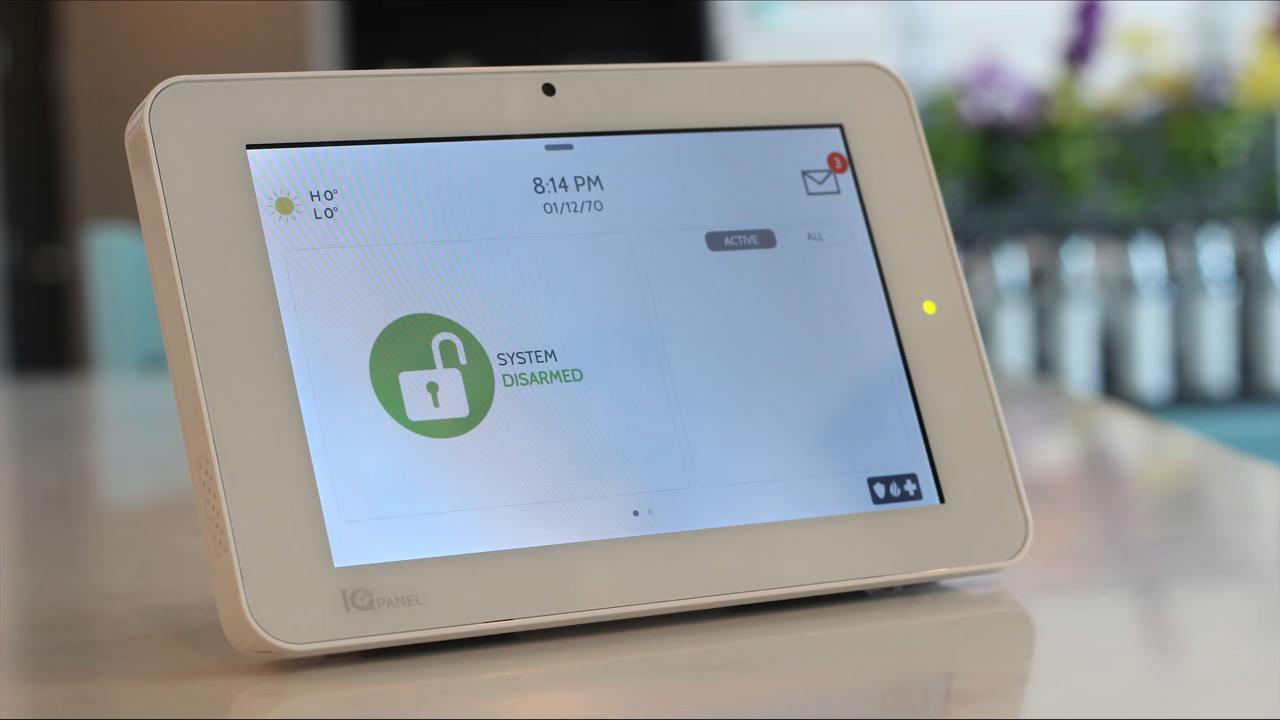 H 0°
L 0°
8:14 PM
01/12/70
3
ACTIVE
ALL
SYSTEM
DISARMED
IQ PANEL